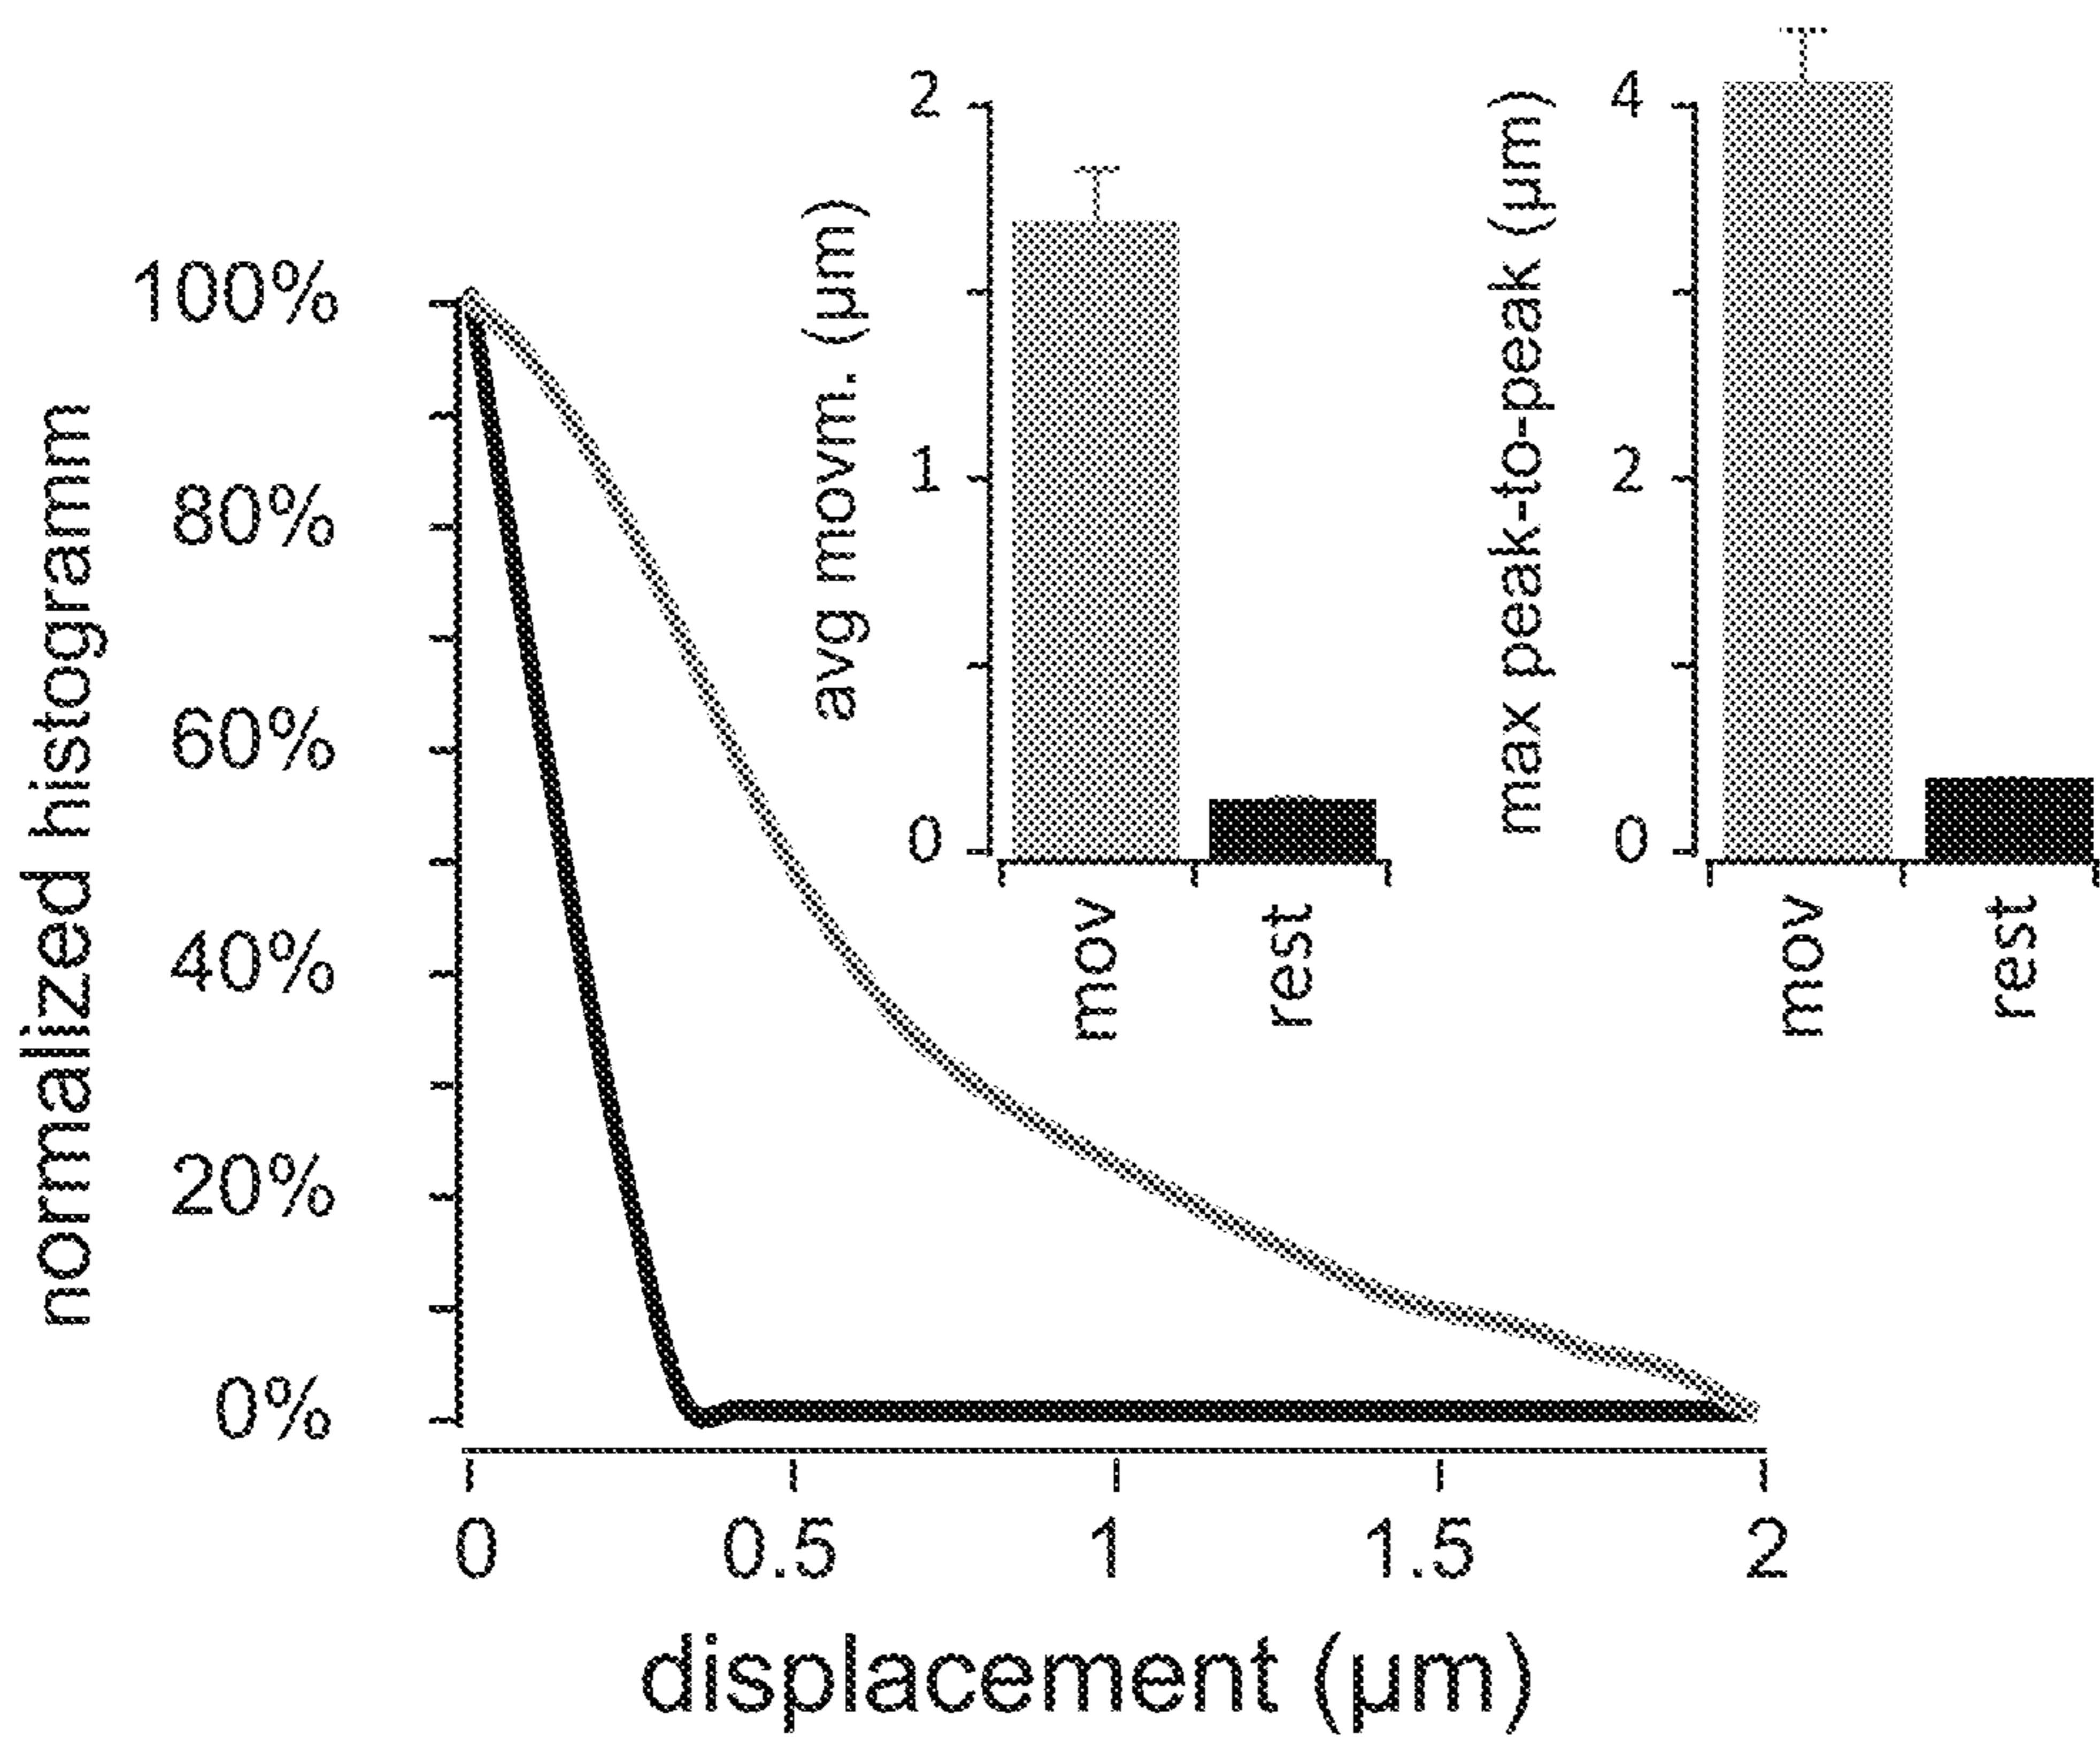 normalized histogramm
100%
80%
60%
40%
20%
0%
0 0.5 1 1.5 2
displacement (µm)
avg movm. (µm)
2
1
0
mov
rest
max peak-to-peak (µm)
4
2
0
mov
rest